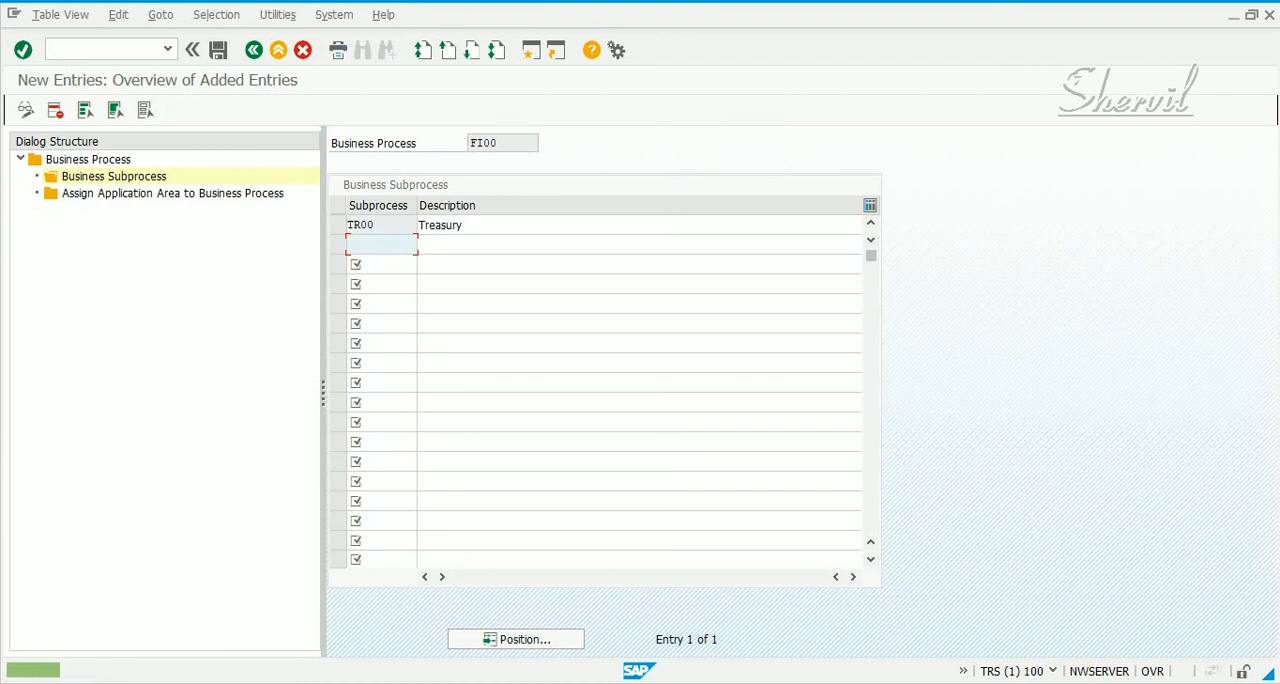 Table View Edit Goto Selection Utilities System Help
New Entries: Overview of Added Entries
Shervil
Dialog Structure
Business Process
Business Subprocess
Assign Application Area to Business Process
Business Process FI00
Business Subprocess
Subprocess Description
TR00 Treasury
Position... Entry 1 of 1
SAP TRS (1) 100 NWSERVER OVR